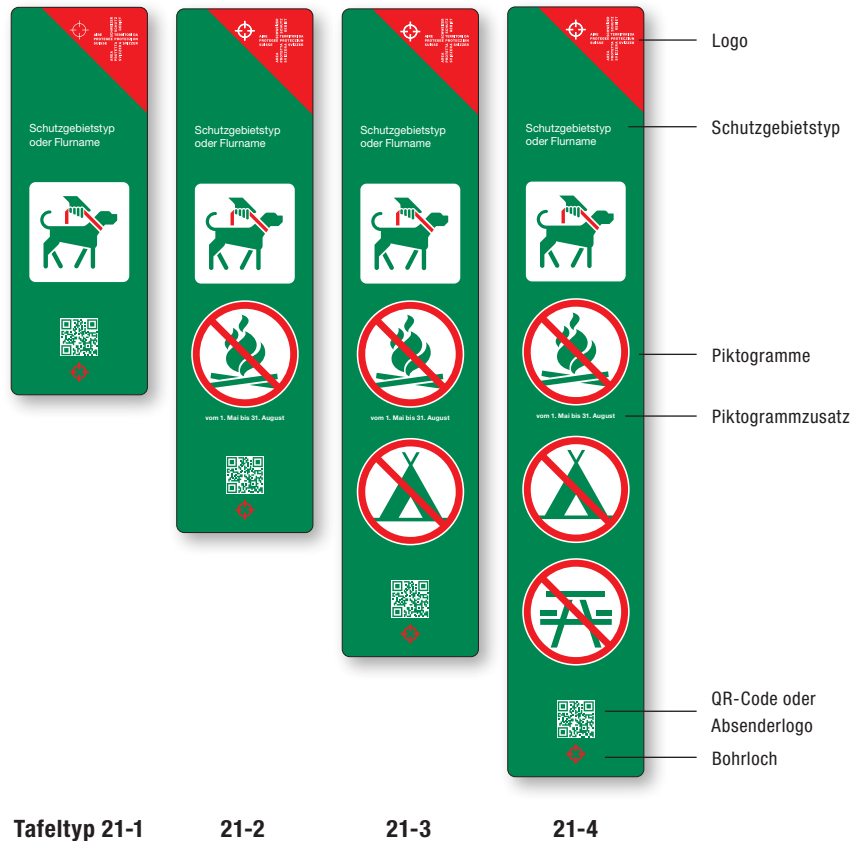 Schutzgebietstyp
oder Flurname
Schutzgebietstyp
oder Flurname
vom 1. Mai bis 31. August
Schutzgebietstyp
oder Flurname
vom 1. Mai bis 31. August
Schutzgebietstyp
oder Flurname
vom 1. Mai bis 31. August
Logo
Schutzgebietstyp
Piktogramme
Piktogrammzusatz
QR-Code oder
Absenderlogo
Bohrloch
Tafeltyp 21-1
21-2
21-3
21-4